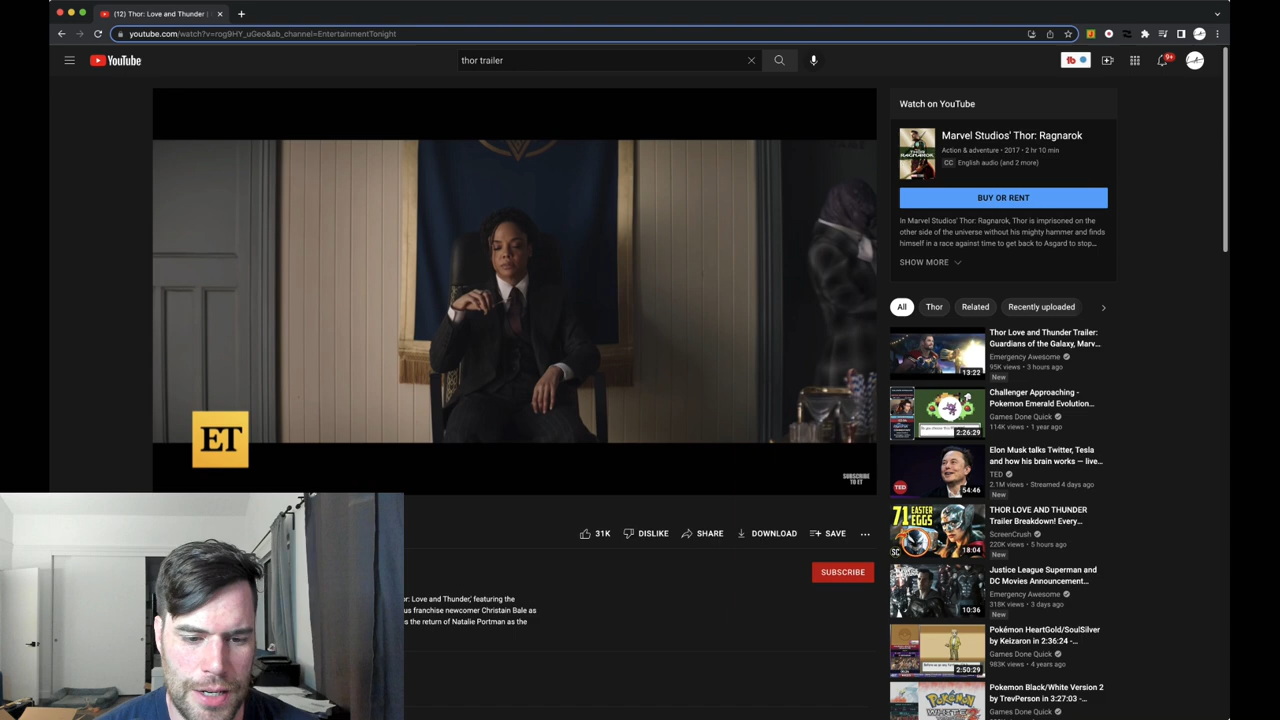 (12) Thor: Love and Thunder |
youtube.com/watch?v=rog9HY_uGeo&ab_channel=EntertainmentTonight
YouTube
thor trailer
9+
ET
SUBSCRIBE
TO ET
31K
DISLIKE
SHARE
DOWNLOAD
SAVE
SUBSCRIBE
or: Love and Thunder,' featuring the
us franchise newcomer Christain Bale as
s the return of Natalie Portman as the
Watch on YouTube
THOR
RAGNAROK
Marvel Studios' Thor: Ragnarok
Action & adventure • 2017 • 2 hr 10 min
CC English audio (and 2 more)
BUY OR RENT
In Marvel Studios' Thor: Ragnarok, Thor is imprisoned on the
other side of the universe without his mighty hammer and finds
himself in a race against time to get back to Asgard to stop...
SHOW MORE
All
Thor
Related
Recently uploaded
13:22
Thor Love and Thunder Trailer:
Guardians of the Galaxy, Marv...
Emergency Awesome
95K views • 3 hours ago
New
2:26:29
Challenger Approaching -
Pokemon Emerald Evolution...
Games Done Quick
114K views • 1 year ago
TED
54:46
Elon Musk talks Twitter, Tesla
and how his brain works — live...
TED
2.1M views • Streamed 4 days ago
New
71 EASTER
EGGS
SC
18:04
THOR LOVE AND THUNDER
Trailer Breakdown! Every...
ScreenCrush
220K views • 5 hours ago
New
10:36
Justice League Superman and
DC Movies Announcement...
Emergency Awesome
318K views • 3 days ago
New
2:50:29
Pokémon HeartGold/SoulSilver
by Keizaron in 2:36:24 -...
Games Done Quick
983K views • 4 years ago
POKéMON
WHITE
Pokémon Black/White Version 2
by TrevPerson in 3:27:03 -...
Games Done Quick